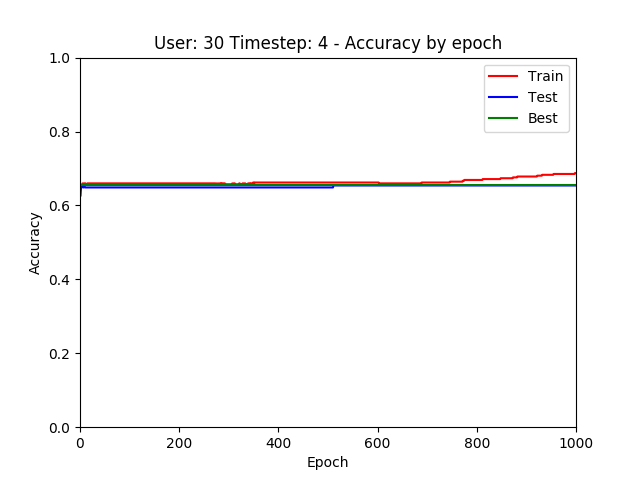 User: 30 Timestep: 4 - Accuracy by epoch
1.0
0.8
0.6
0.4
0.2
0.0
Accuracy
Train
Test
Best
0 200 400 600 800 1000
Epoch